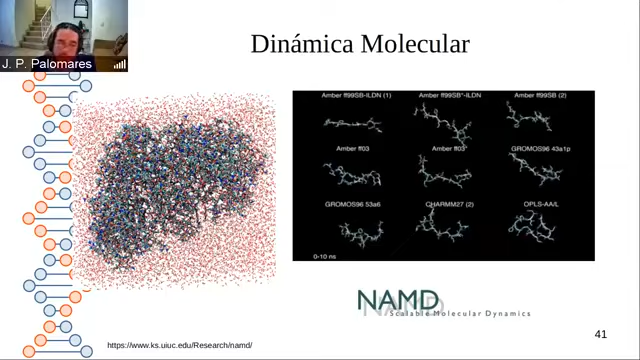 J. P. Palomares
Dinámica Molecular
Amber ff99SB-ILDN (1)
Amber ff99SB*-ILDN
Amber ff99SB (2)
Amber ff03
Amber ff03*
GROMOS96 43a1p
GROMOS96 53a6
CHARMM27 (2)
OPLS-AA/L
0-10 ns
NAMD
Scalable Molecular Dynamics
41
https://www.ks.uiuc.edu/Research/namd/